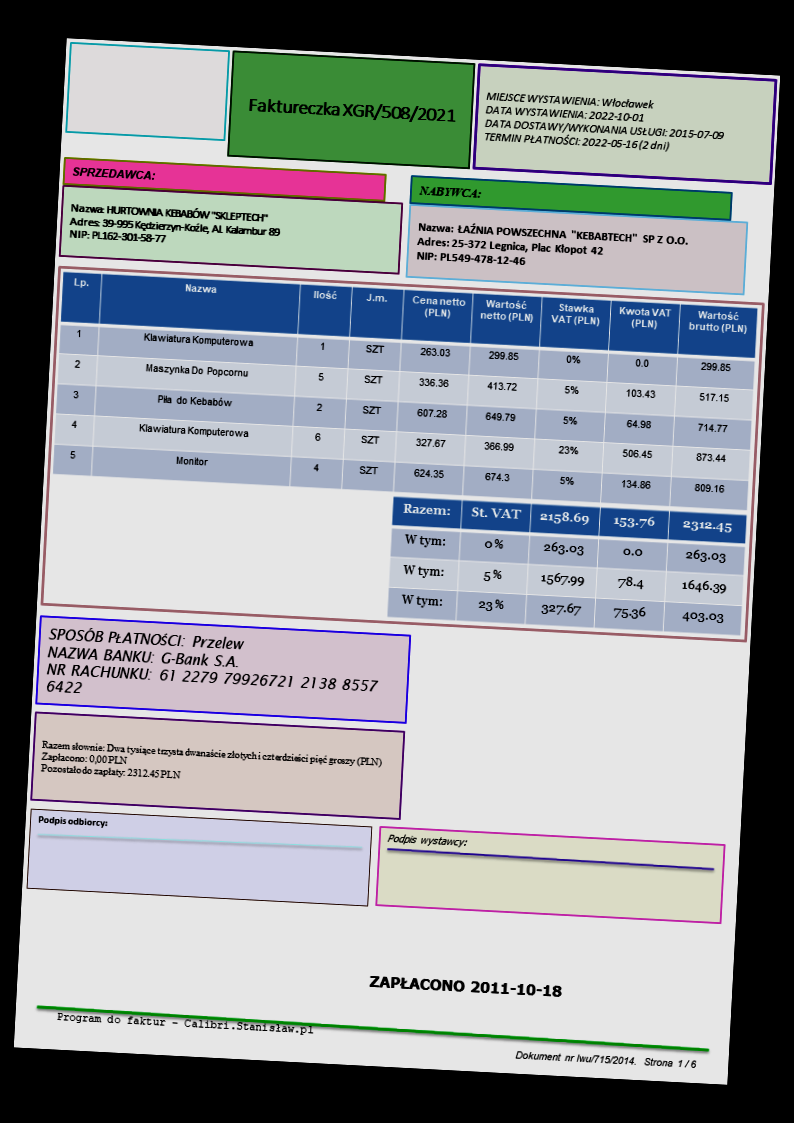 Faktureczka XGR/508/2021
MIEJSCE WYSTAWIENIA: Włocławek
DATA WYSTAWIENIA: 2022-10-01
DATA DOSTAWY/WYKONANIA USŁUGI: 2015-07-09
TERMIN PŁATNOŚCI: 2022-05-16 (2 dni)
SPRZEDAWCA:
Nazwa: HURTOWNIA KEBABÓW "SKLEPTECH"
Adres: 39-995 Kędzierzyn-Koźle, Al. Kalambur 89
NIP: PL162-301-58-77
NABYWCA:
Nazwa: ŁAŹNIA POWSZECHNA "KEBABTECH" SP Z O.O.
Adres: 25-372 Legnica, Plac Kłopot 42
NIP: PL549-478-12-46
Lp. Nazwa Ilość J.m. Cena netto (PLN) Wartość netto (PLN) Stawka VAT (PLN) Kwota VAT (PLN) Wartość brutto (PLN)
1 Klawiatura Komputerowa 1 SZT 263.03 299.85 0% 0.0 299.85
2 Maszynka Do Popcornu 5 SZT 336.36 413.72 5% 103.43 517.15
3 Piła do Kebabów 2 SZT 607.28 649.79 5% 64.98 714.77
4 Klawiatura Komputerowa 6 SZT 327.67 366.99 23% 506.45 873.44
5 Monitor 4 SZT 624.35 674.3 5% 134.86 809.16
Razem: St. VAT 2158.69 153.76 2312.45
W tym: 0% 263.03 0.0 263.03
W tym: 5% 1567.99 78.4 1646.39
W tym: 23% 327.67 75.36 403.03
SPOSÓB PŁATNOŚCI: Przelew
NAZWA BANKU: G-Bank S.A.
NR RACHUNKU: 61 2279 79926721 2138 8557
6422
Razem słownie: Dwa tysiące trzysta dwanaście złotych i czterdzieści pięć groszy (PLN)
Zapłacono: 0,00 PLN
Pozostało do zapłaty: 2312.45 PLN
Podpis odbiorcy:
Podpis wystawcy:
ZAPŁACONO 2011-10-18
Program do faktur - Calibri.Stanisław.pl
Dokument nr lwu/715/2014. Strona 1 / 6